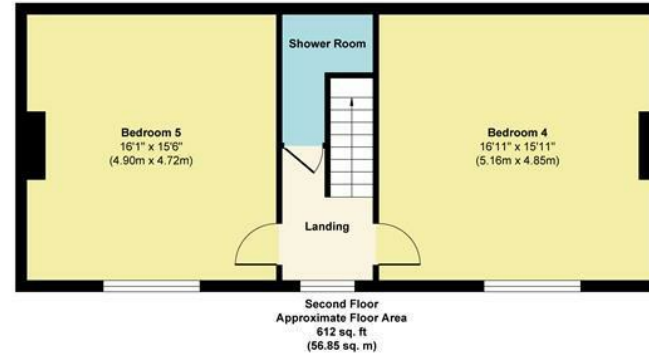 Shower Room
Bedroom 5
16'1" x 15'6"
(4.90m x 4.72m)
Bedroom 4
16'11" x 15'11"
(5.16m x 4.85m)
Landing
Second Floor
Approximate Floor Area
612 sq. ft
(56.85 sq. m)